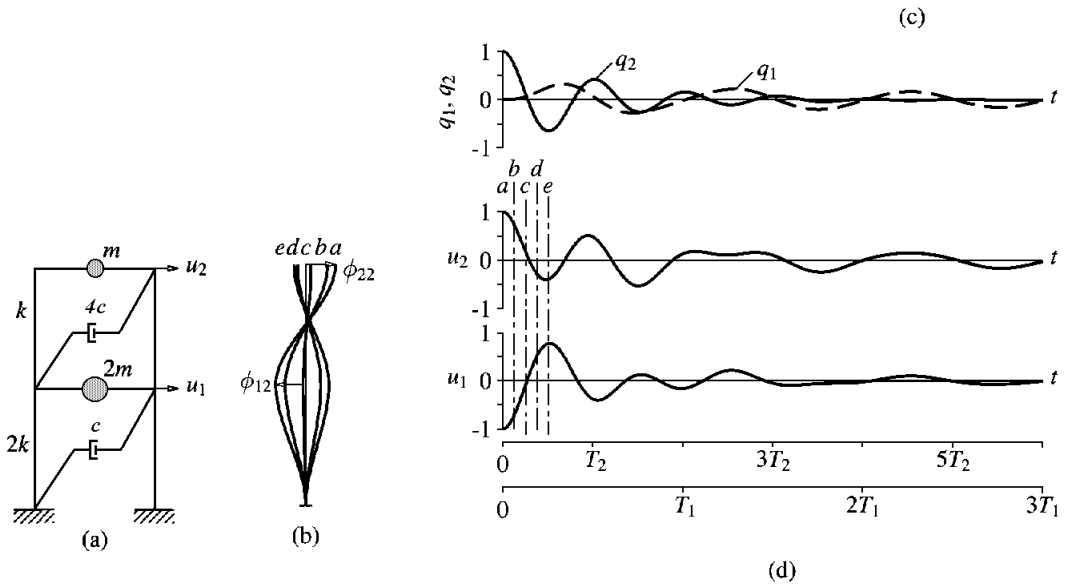 (c)
1
0
-1
q1, q2
q2
q1
t
a b c d e
1
0
-1
u2
t
1
0
-1
u1
t
0 T2 3T2 5T2
0 T1 2T1 3T1
(d)
m
u2
k
4c
2m
u1
2k
c
(a)
e d c b a
ϕ22
ϕ12
(b)